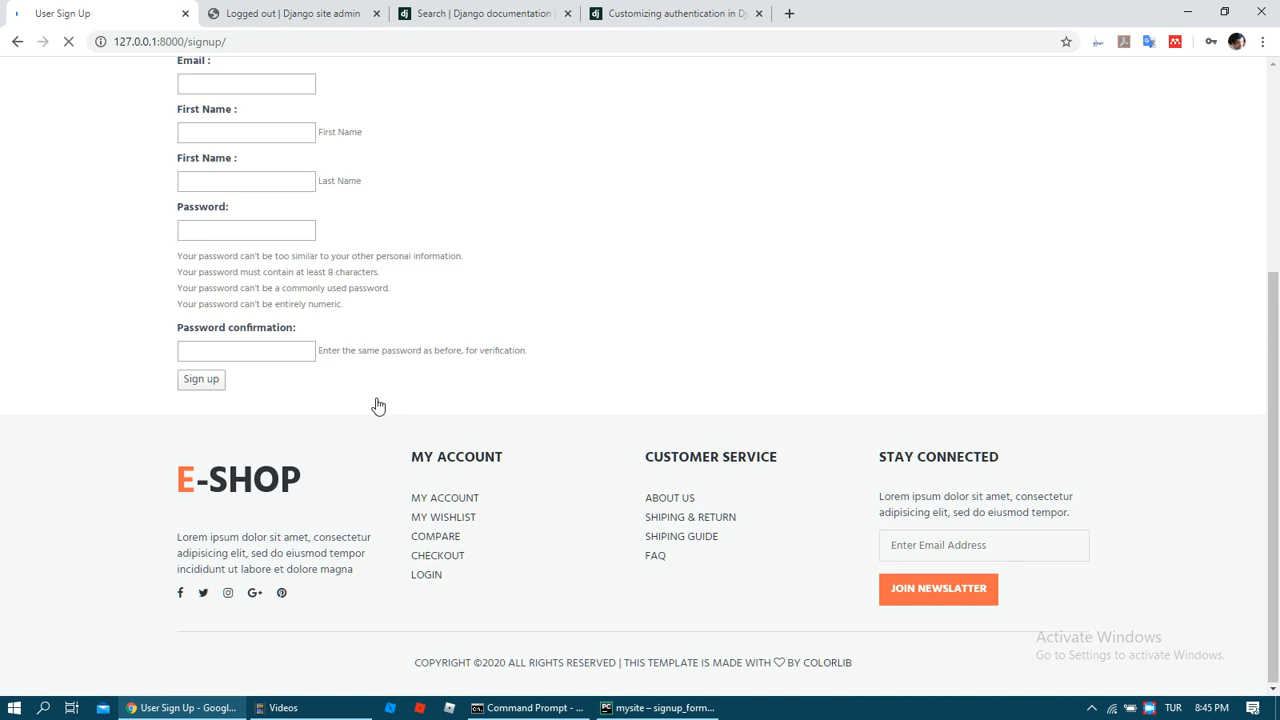 User Sign Up
Logged out | Django site admin
Search | Django documentation |
Customizing authentication in Dj
127.0.0.1:8000/signup/
Email :
First Name :
First Name
First Name :
Last Name
Password:
Your password can't be too similar to your other personal information.
Your password must contain at least 8 characters.
Your password can't be a commonly used password.
Your password can't be entirely numeric.
Password confirmation:
Enter the same password as before, for verification.
Sign up
E-SHOP
Lorem ipsum dolor sit amet, consectetur
adipisicing elit, sed do eiusmod tempor
incididunt ut labore et dolore magna
MY ACCOUNT
MY ACCOUNT
MY WISHLIST
COMPARE
CHECKOUT
LOGIN
CUSTOMER SERVICE
ABOUT US
SHIPING & RETURN
SHIPING GUIDE
FAQ
STAY CONNECTED
Lorem ipsum dolor sit amet, consectetur
adipisicing elit, sed do eiusmod tempor.
Enter Email Address
JOIN NEWSLATTER
COPYRIGHT ©2020 ALL RIGHTS RESERVED | THIS TEMPLATE IS MADE WITH ♡ BY COLORLIB
Activate Windows
Go to Settings to activate Windows.
User Sign Up - Googl...
Videos
Command Prompt - ...
mysite – signup_form...
TUR
8:45 PM